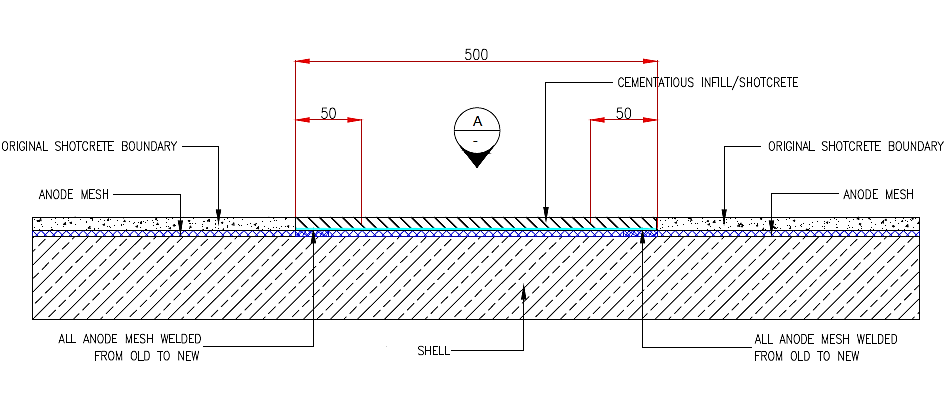 500
CEMENTATIOUS INFILL/SHOTCRETE
50
50
A
-
ORIGINAL SHOTCRETE BOUNDARY
ORIGINAL SHOTCRETE BOUNDARY
ANODE MESH
ANODE MESH
ALL ANODE MESH WELDED
FROM OLD TO NEW
SHELL
ALL ANODE MESH WELDED
FROM OLD TO NEW